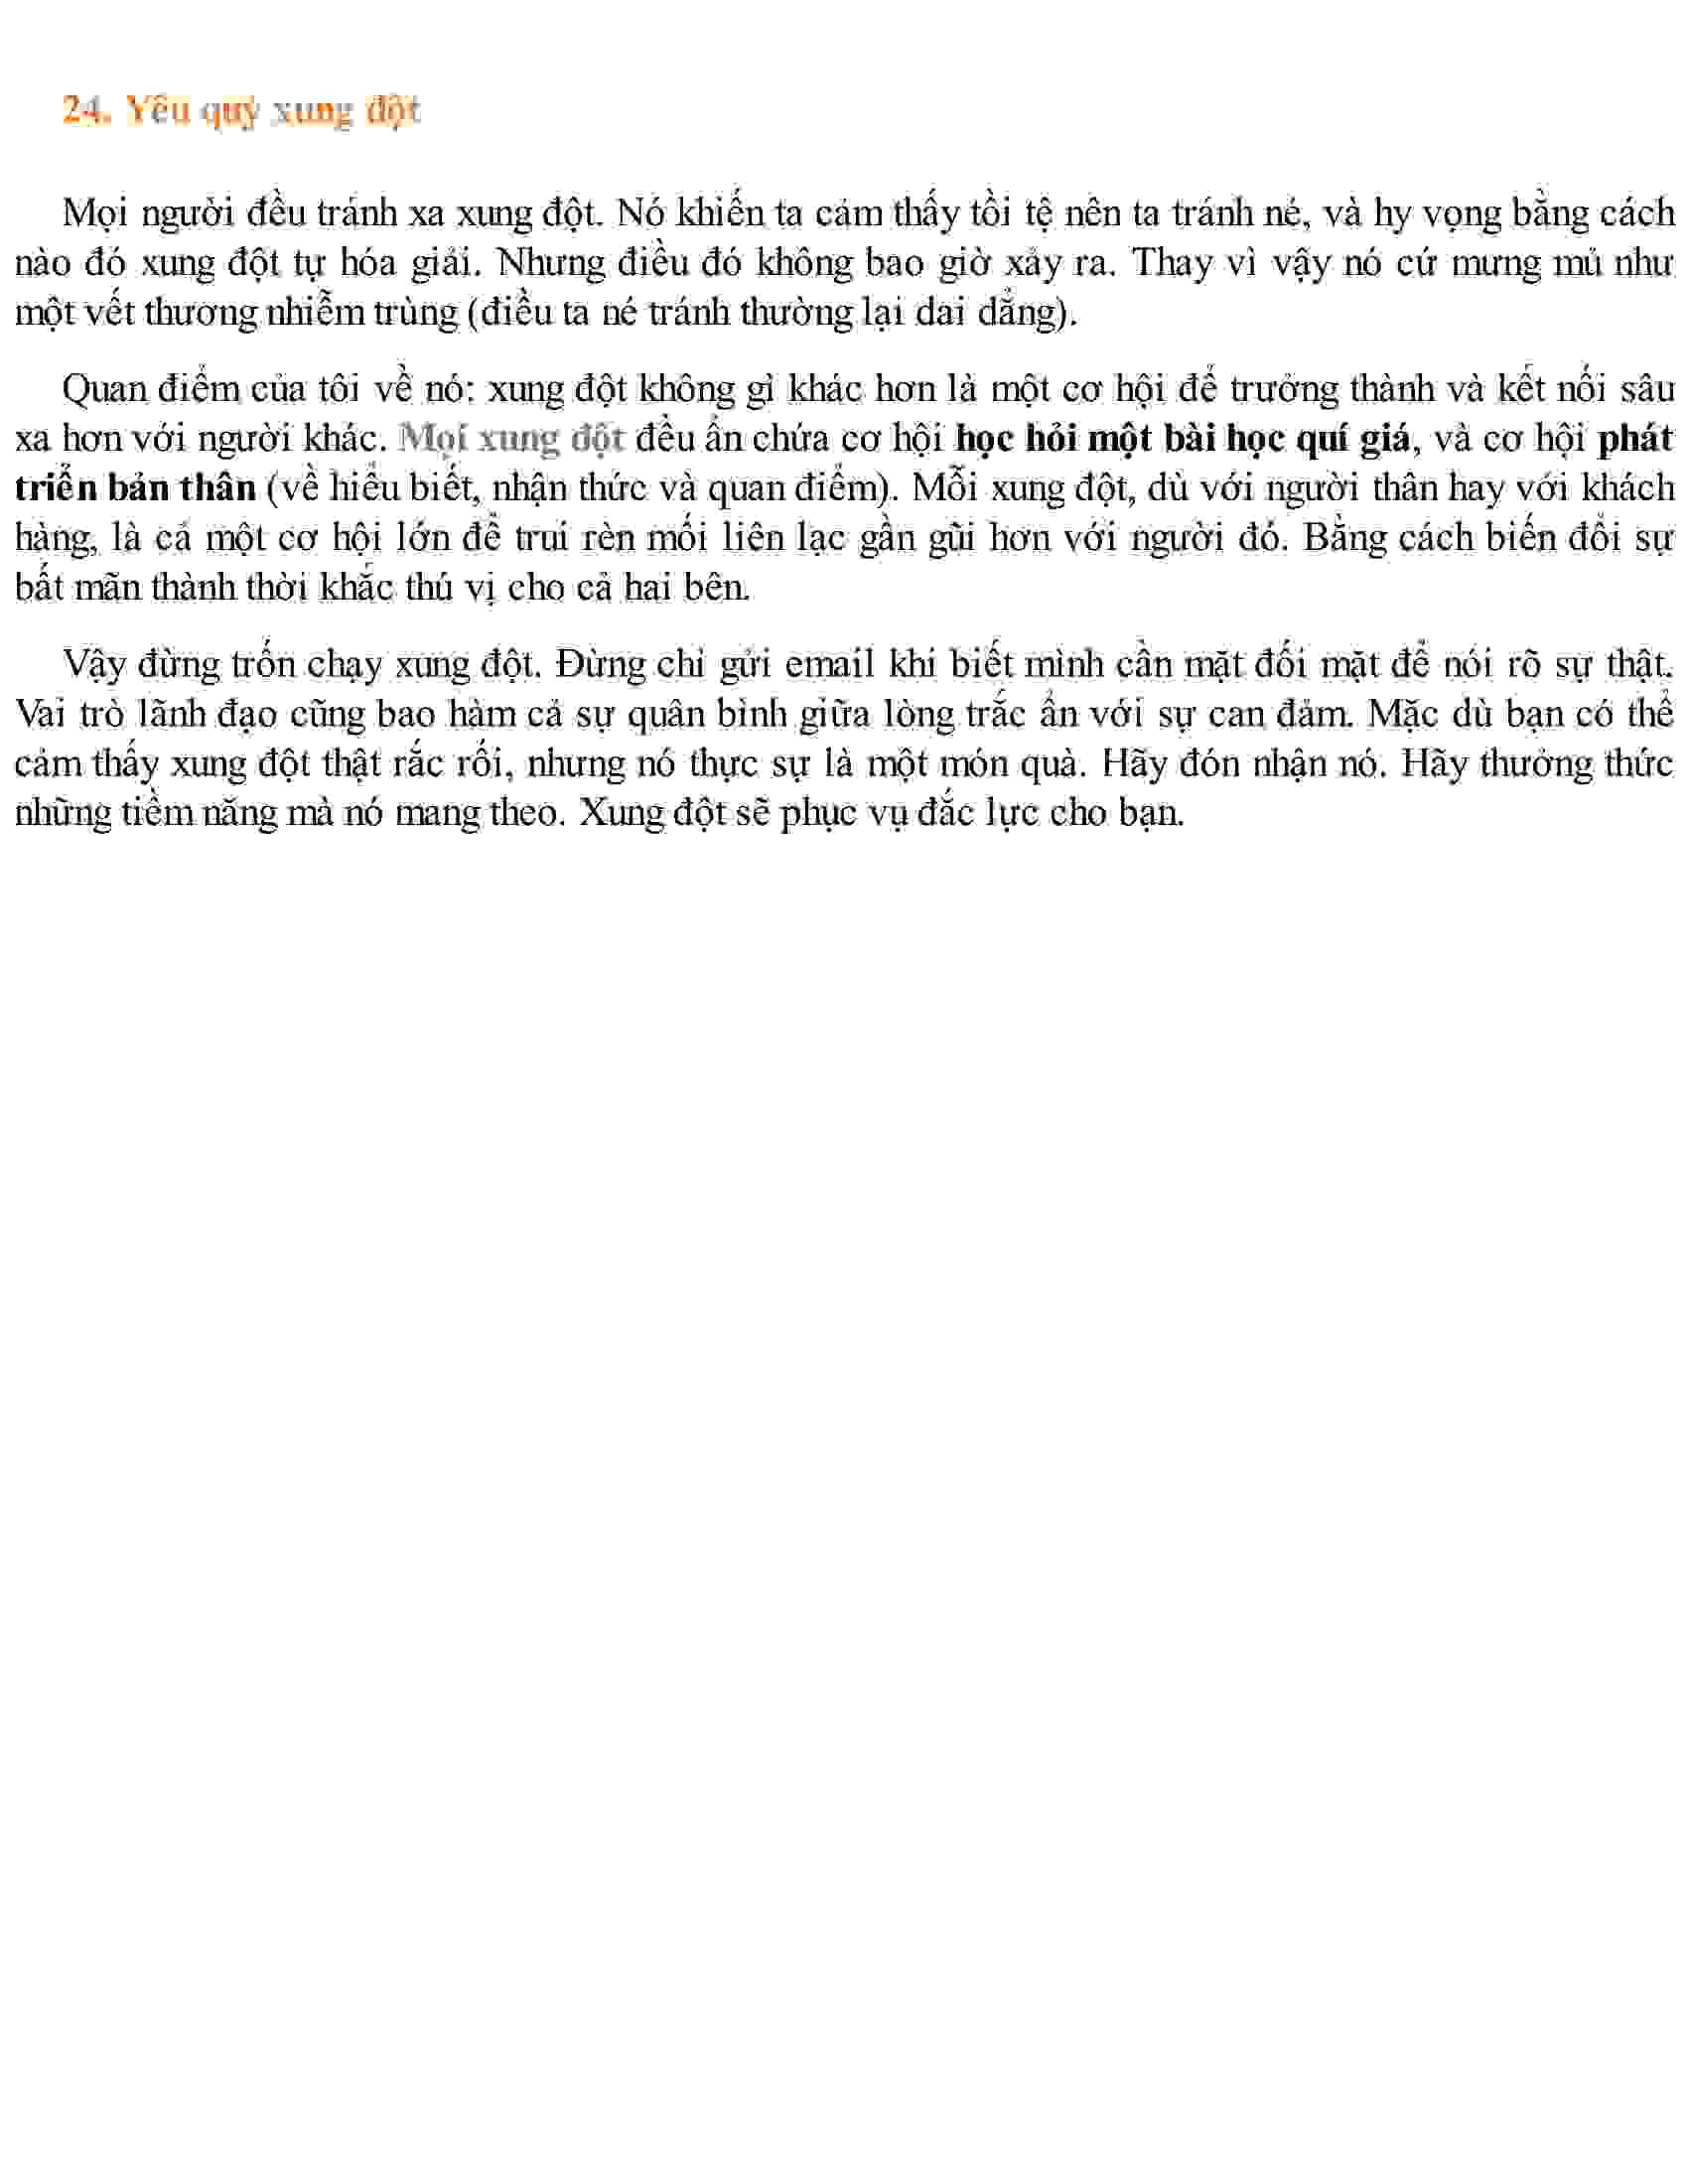 24. Yêu quý xung đột
Mọi người đều tránh xa xung đột. Nó khiến ta cảm thấy tồi tệ nên ta tránh né, và hy vọng bằng cách
nào đó xung đột tự hóa giải. Nhưng điều đó không bao giờ xảy ra. Thay vì vậy nó cứ mưng mủ như
một vết thương nhiễm trùng (điều ta né tránh thường lại dai dẳng).
Quan điểm của tôi về nó: xung đột không gì khác hơn là một cơ hội để trưởng thành và kết nối sâu
xa hơn với người khác. Mọi xung đột đều ẩn chứa cơ hội học hỏi một bài học quí giá, và cơ hội phát
triển bản thân (về hiểu biết, nhận thức và quan điểm). Mỗi xung đột, dù với người thân hay với khách
hàng, là cả một cơ hội lớn để trui rèn mối liên lạc gần gũi hơn với người đó. Bằng cách biến đổi sự
bất mãn thành thời khắc thú vị cho cả hai bên.
Vậy đừng trốn chạy xung đột. Đừng chỉ gửi email khi biết mình cần mặt đối mặt để nói rõ sự thật.
Vai trò lãnh đạo cũng bao hàm cả sự quân bình giữa lòng trắc ẩn với sự can đảm. Mặc dù bạn có thể
cảm thấy xung đột thật rắc rối, nhưng nó thực sự là một món quà. Hãy đón nhận nó. Hãy thưởng thức
những tiềm năng mà nó mang theo. Xung đột sẽ phục vụ đắc lực cho bạn.